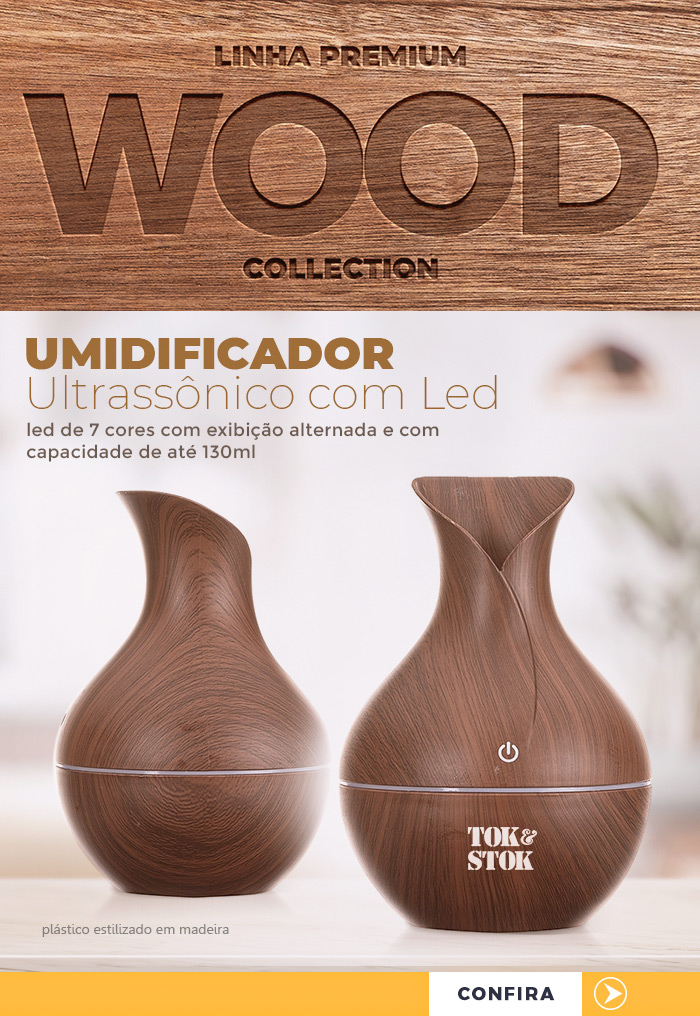 LINHA PREMIUM
WOOD
COLLECTION
UMIDIFICADOR
Ultrassônico com Led
led de 7 cores com exibição alternada e com
capacidade de até 130ml
TOK&
STOK
plástico estilizado em madeira
CONFIRA